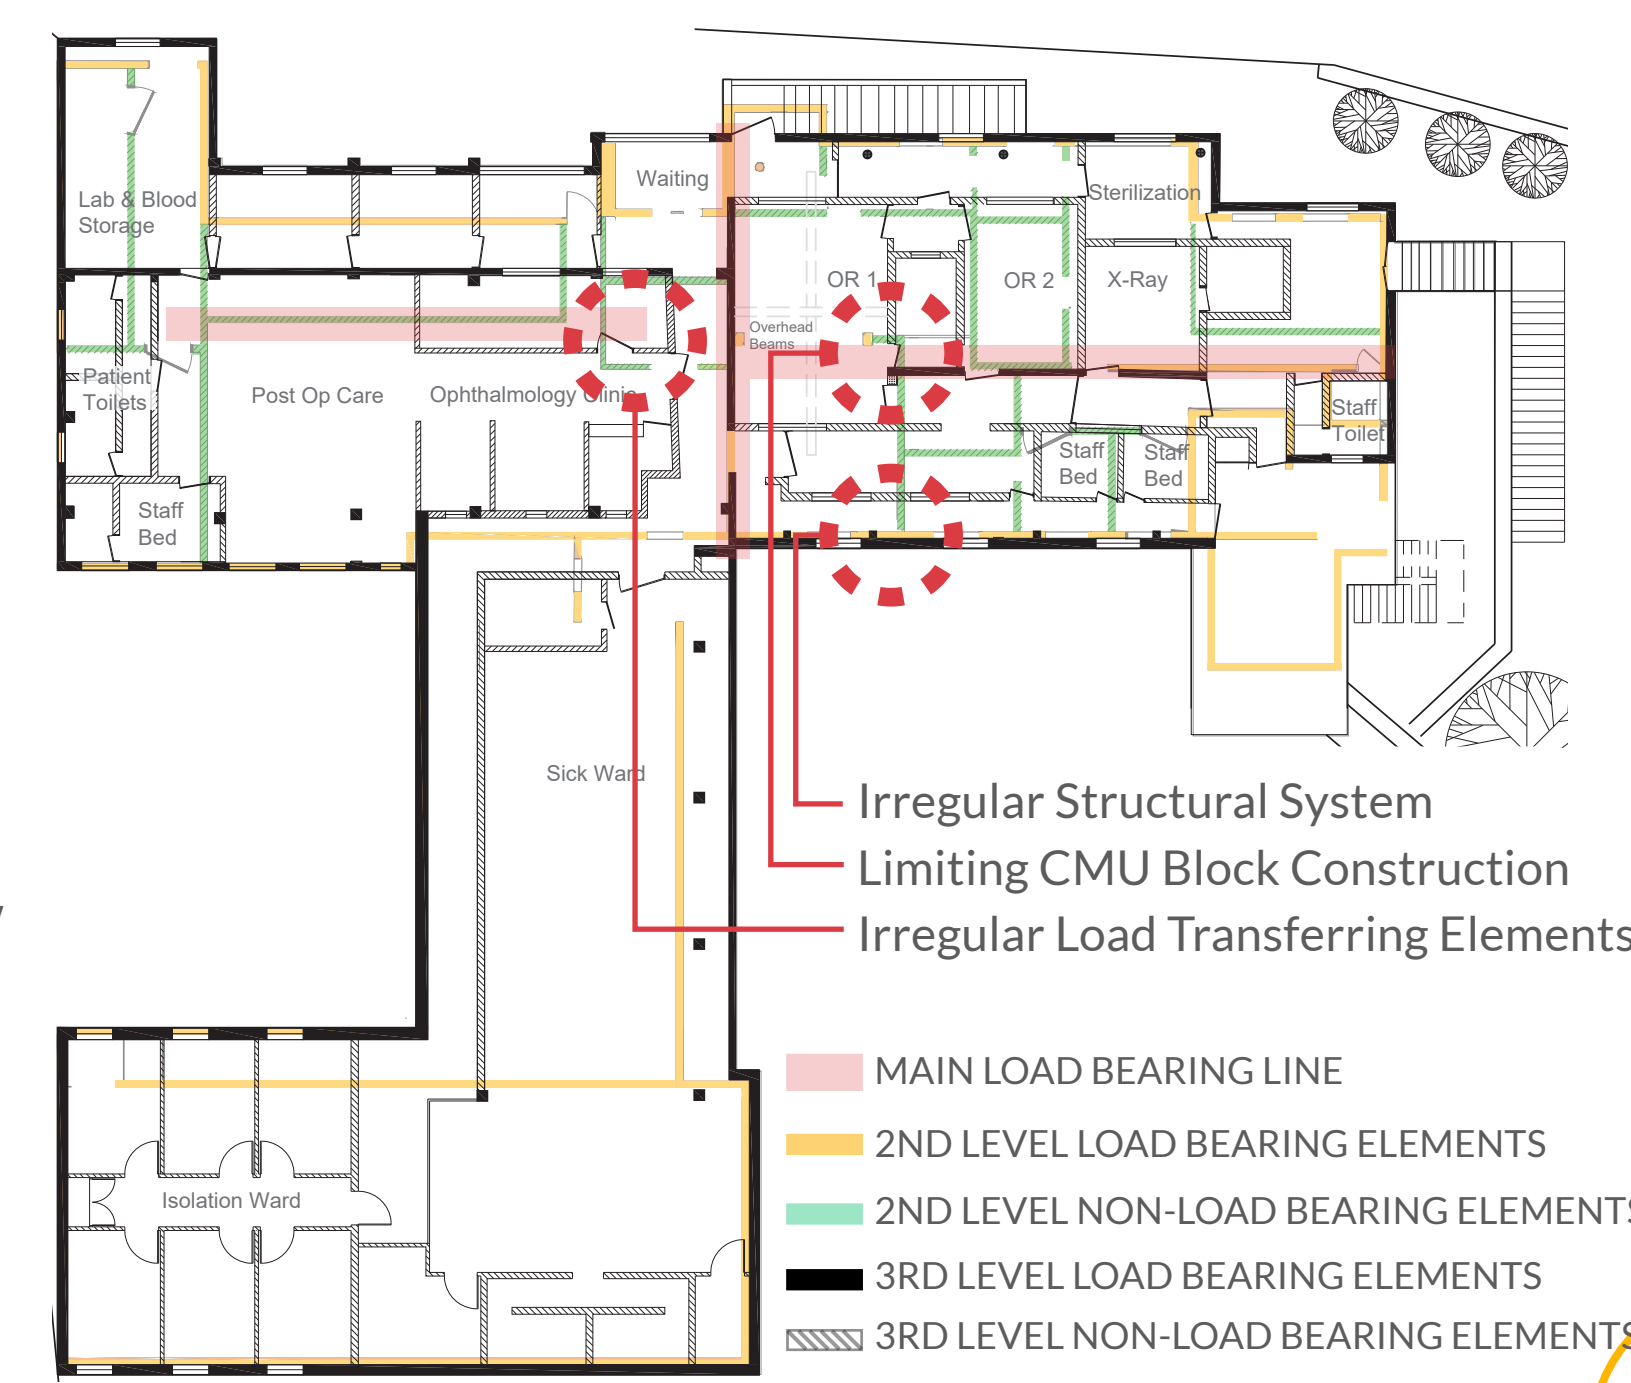 Waiting
Lab & Blood
Storage
Sterilization
OR 1
OR 2
X-Ray
Overhead
Beams
Patient
Toilets
Post Op Care
Ophthalmology Clinic
Staff
Toilet
Staff
Bed
Staff
Bed
Staff
Bed
Sick Ward
Irregular Structural System
Limiting CMU Block Construction
Irregular Load Transferring Elements
MAIN LOAD BEARING LINE
2ND LEVEL LOAD BEARING ELEMENTS
2ND LEVEL NON-LOAD BEARING ELEMENTS
Isolation Ward
3RD LEVEL LOAD BEARING ELEMENTS
3RD LEVEL NON-LOAD BEARING ELEMENTS